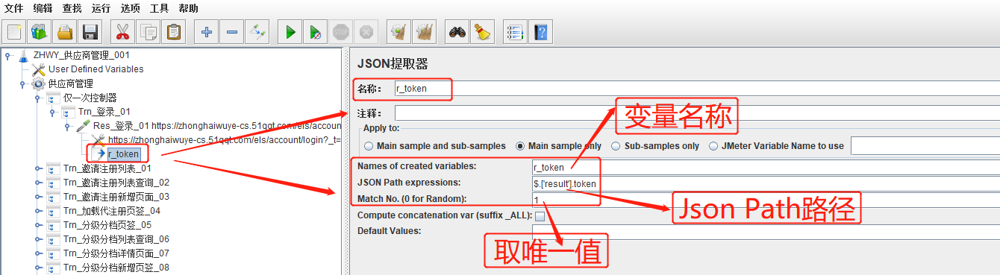 文件 编辑 查找 运行 选项 工具 帮助
ZHWY_供应商管理_001
User Defined Variables
供应商管理
仅一次控制器
Trn_登录_01
Res_登录_01 https://zhonghaiwuye-cs.51qqt.com/els/accoun
https://zhonghaiwuye-cs.51qqt.com/els/account/login?_t=
r_token
Trn_邀请注册列表_01
Trn_邀请注册列表查询_02
Trn_邀请注册新增页面_03
Trn_加载代注册页签_04
Trn_分级分档页签_05
Trn_分级分档列表查询_06
Trn_分级分档详情页面_07
Trn_分级分档新增页签_08
JSON提取器
名称： r_token
注释：
变量名称
Apply to:
Main sample and sub-samples Main sample only Sub-samples only JMeter Variable Name to use
Names of created variables: r_token
JSON Path expressions: $.['result'].token
Match No. (0 for Random): 1
Json Path路径
Compute concatenation var (suffix _ALL):
Default Values:
取唯一值